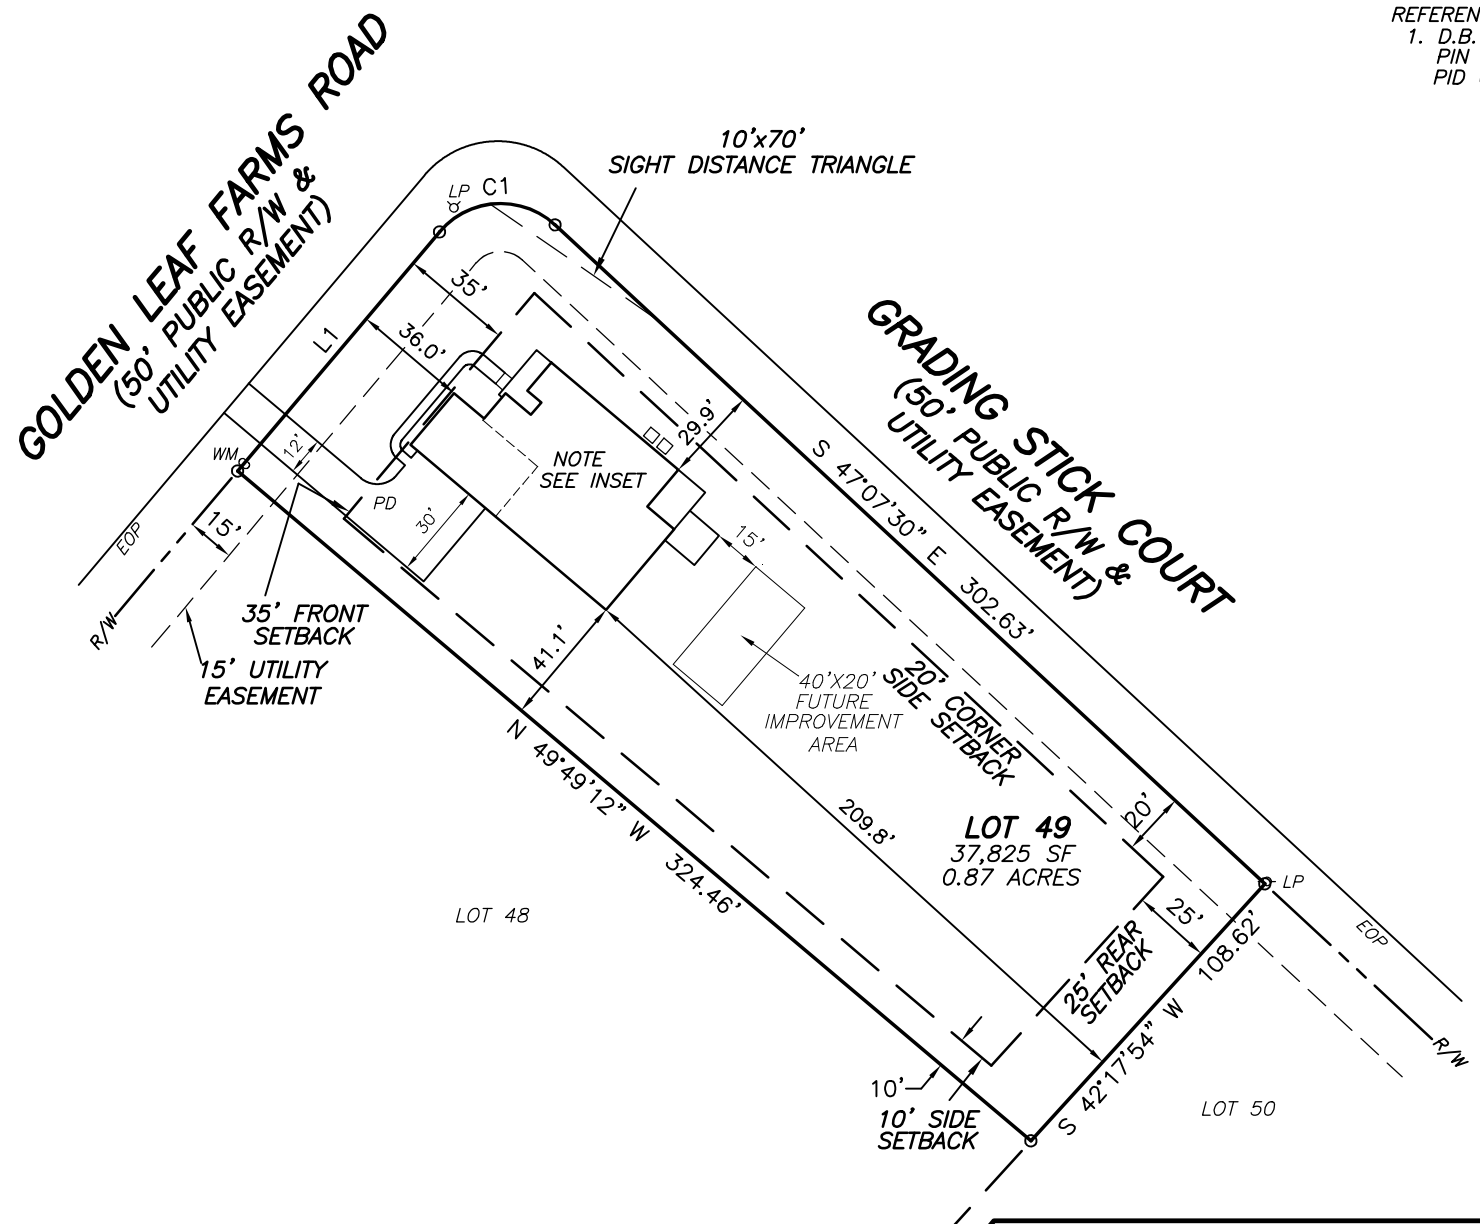 REFEREN
1. D.B.
PIN
PID
GOLDEN LEAF FARMS ROAD
(50' PUBLIC R/W &
UTILITY EASEMENT)
10'x70'
SIGHT DISTANCE TRIANGLE
LP
C1
35'
36.0'
L1
GRADING STICK COURT
(50' PUBLIC R/W &
UTILITY EASEMENT)
29.9'
S 47°07'30" E 302.63'
12'
WM
NOTE
SEE INSET
PD
30'
15'
EOP
15'
R/W
35' FRONT
SETBACK
15' UTILITY
EASEMENT
41.1'
40'X20'
FUTURE
IMPROVEMENT
AREA
20' CORNER
SIDE SETBACK
N 49°49'12" W 324.46'
209.8'
20'
LOT 49
37,825 SF
0.87 ACRES
LP
LOT 48
25'
EOP
25' REAR
SETBACK
S 42°17'54" W 108.62'
R/W
10'
10' SIDE
SETBACK
LOT 50